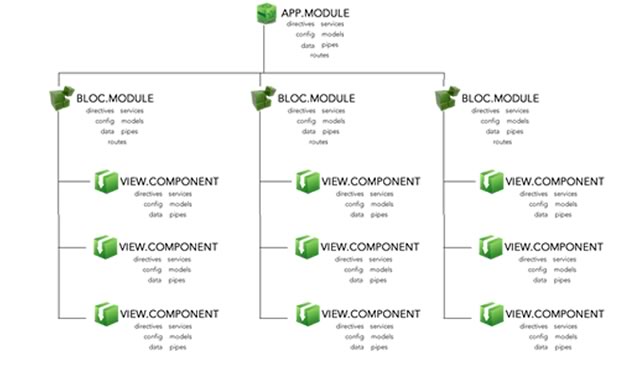 APP.MODULE
directives services
config models
data pipes
routes
BLOC.MODULE
directives services
config models
data pipes
routes
BLOC.MODULE
directives services
config models
data pipes
routes
BLOC.MODULE
directives services
config models
data pipes
routes
VIEW.COMPONENT
directives services
config models
data pipes
VIEW.COMPONENT
directives services
config models
data pipes
VIEW.COMPONENT
directives services
config models
data pipes
VIEW.COMPONENT
directives services
config models
data pipes
VIEW.COMPONENT
directives services
config models
data pipes
VIEW.COMPONENT
directives services
config models
data pipes
VIEW.COMPONENT
directives services
config models
data pipes
VIEW.COMPONENT
directives services
config models
data pipes
VIEW.COMPONENT
directives services
config models
data pipes